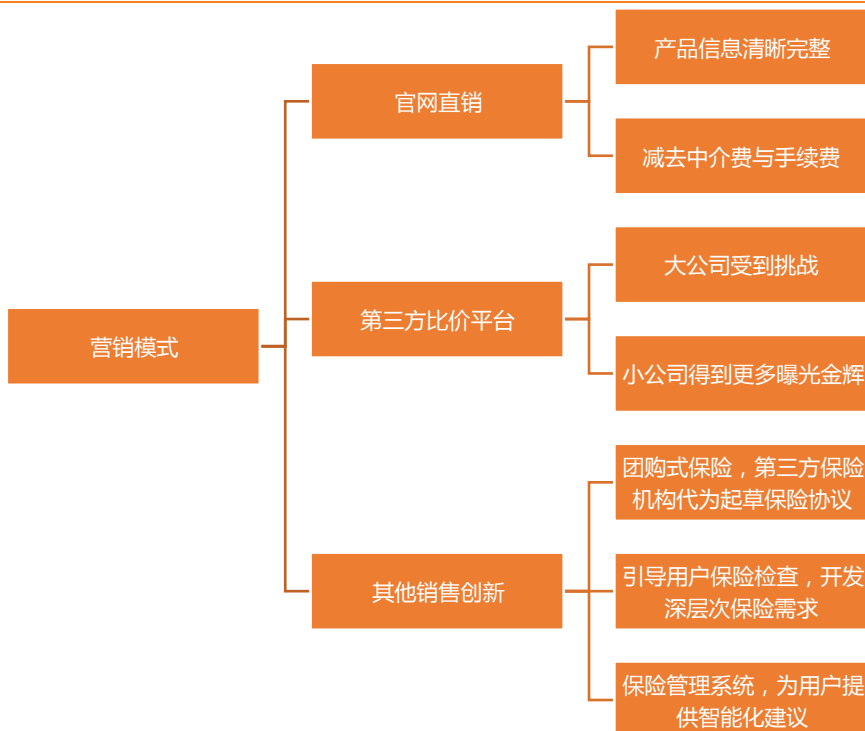 营销模式
官网直销
产品信息清晰完整
减去中介费与手续费
第三方比价平台
大公司受到挑战
小公司得到更多曝光金辉
其他销售创新
团购式保险，第三方保险
机构代为起草保险协议
引导用户保险检查，开发
深层次保险需求
保险管理系统，为用户提
供智能化建议